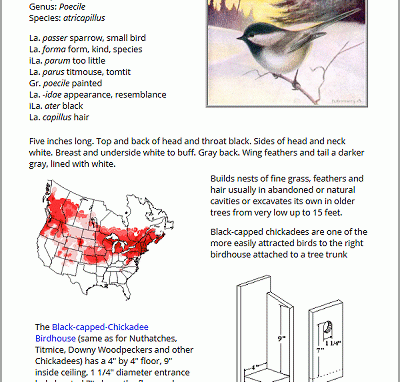 Genus: Poecile
Species: atricapillus
La. passer sparrow, small bird
La. forma form, kind, species
iLa. parum too little
La. parus titmouse, tomtit
Gr. poecile painted
La. -idae appearance, resemblance
iLa. ater black
La. capillus hair
Five inches long. Top and back of head and throat black. Sides of head and neck
white. Breast and underside white to buff. Gray back. Wing feathers and tail a darker
gray, lined with white.
Builds nests of fine grass, feathers and
hair usually in abandoned or natural
cavities or excavates its own in older
trees from very low up to 15 feet.
Black-capped chickadees are one of the
more easily attracted birds to the right
birdhouse attached to a tree trunk
The Black-capped-Chickadee
Birdhouse (same as for Nuthatches,
Titmice, Downy Woodpeckers and other
Chickadees) has a 4" by 4" floor, 9"
inside ceiling, 1 1/4" diameter entrance
9"
4"
1 1/4"
7"